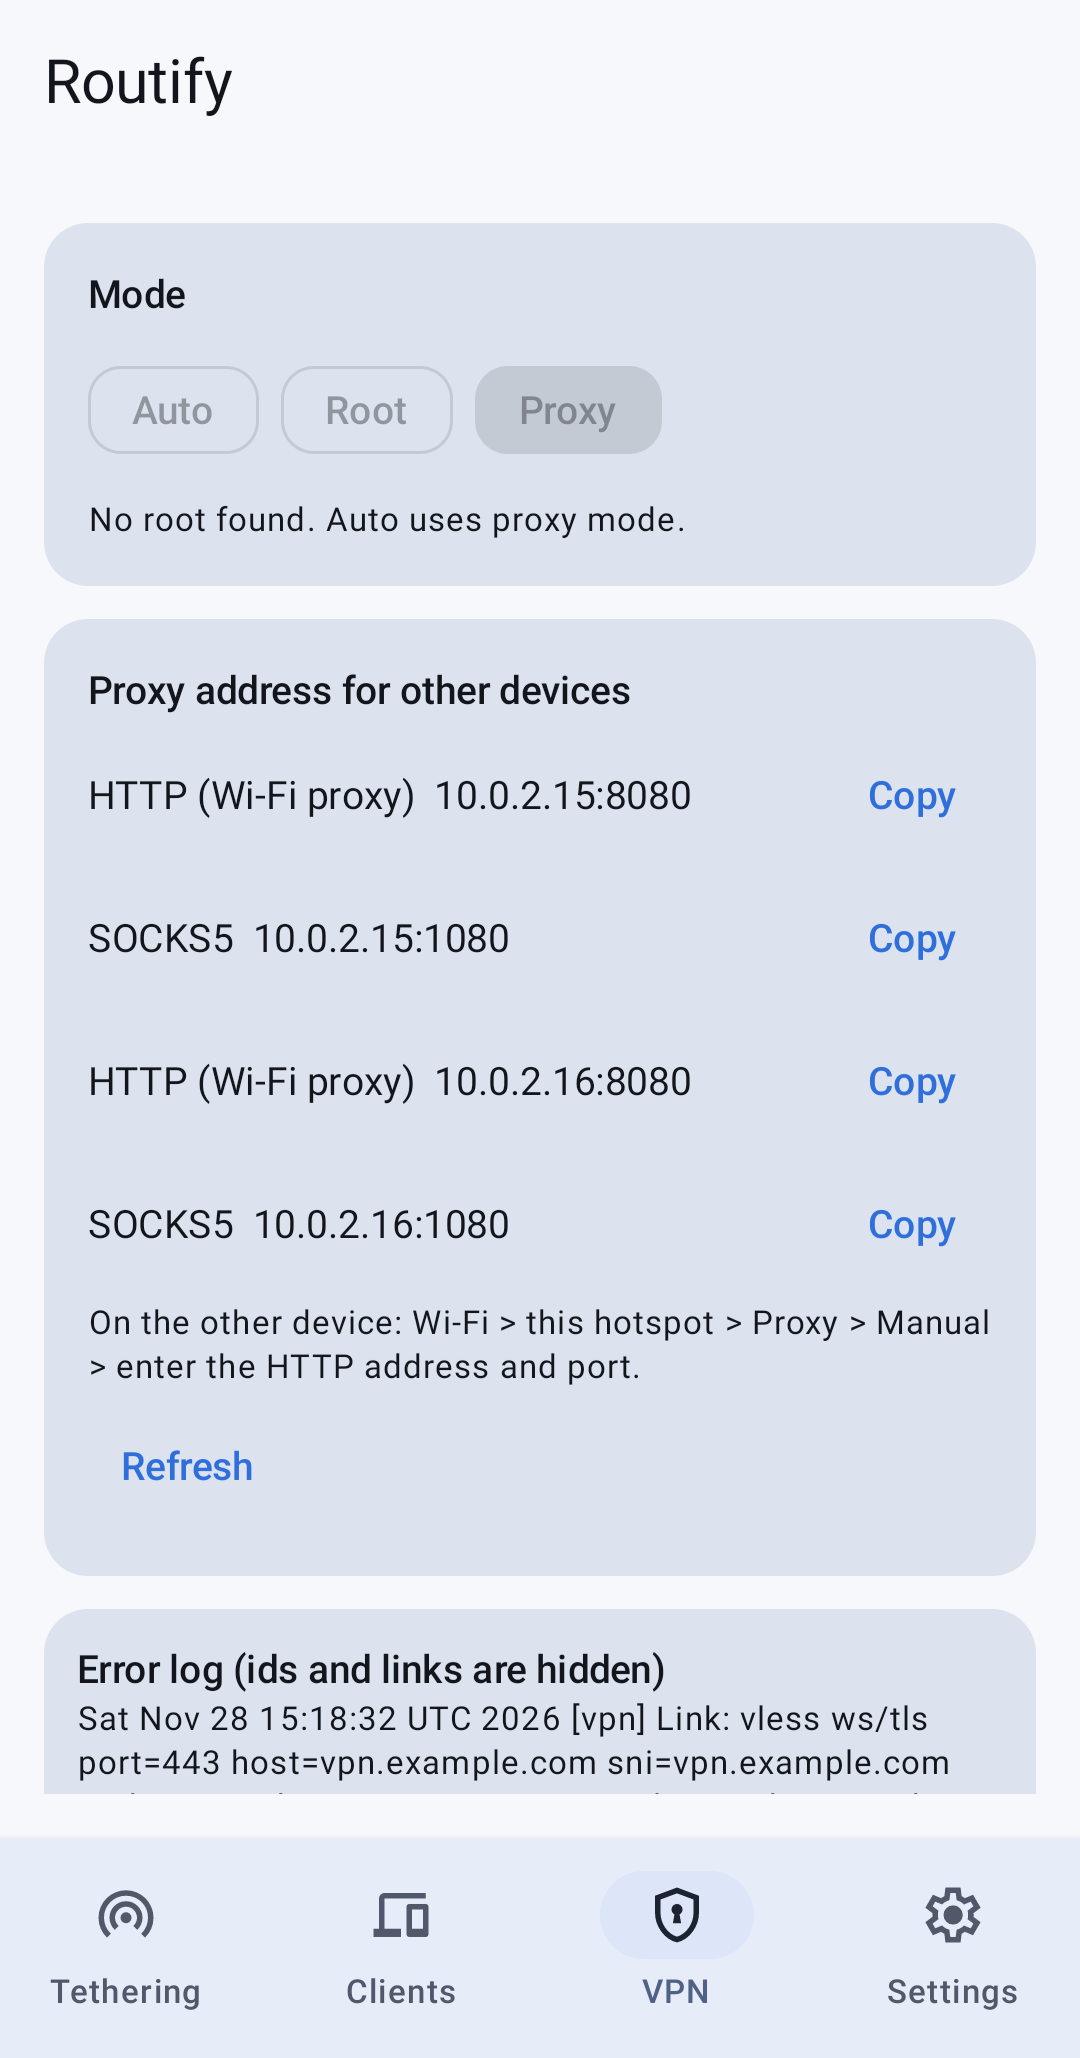 Routify
Mode
Auto Root Proxy
No root found. Auto uses proxy mode.
Proxy address for other devices
HTTP (Wi-Fi proxy) 10.0.2.15:8080 Copy
SOCKS5 10.0.2.15:1080 Copy
HTTP (Wi-Fi proxy) 10.0.2.16:8080 Copy
SOCKS5 10.0.2.16:1080 Copy
On the other device: Wi-Fi > this hotspot > Proxy > Manual
> enter the HTTP address and port.
Refresh
Error log (ids and links are hidden)
Sat Nov 28 15:18:32 UTC 2026 [vpn] Link: vless ws/tls
port=443 host=vpn.example.com sni=vpn.example.com
Tethering Clients VPN Settings